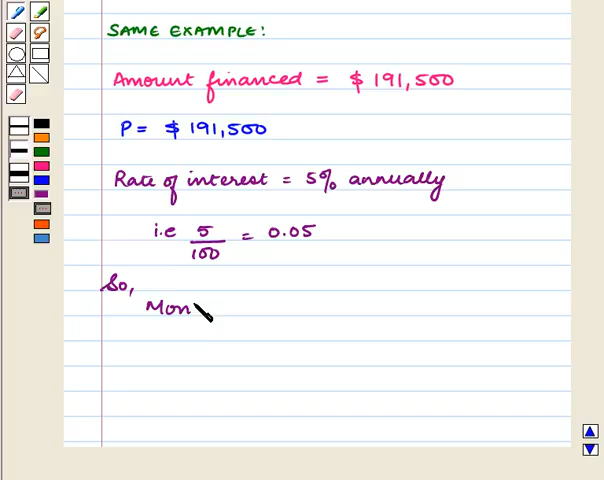 SAME EXAMPLE:
Amount financed = $ 191,500
P = $ 191,500
Rate of interest = 5% annually
i.e 5/100 = 0.05
So,
Mon